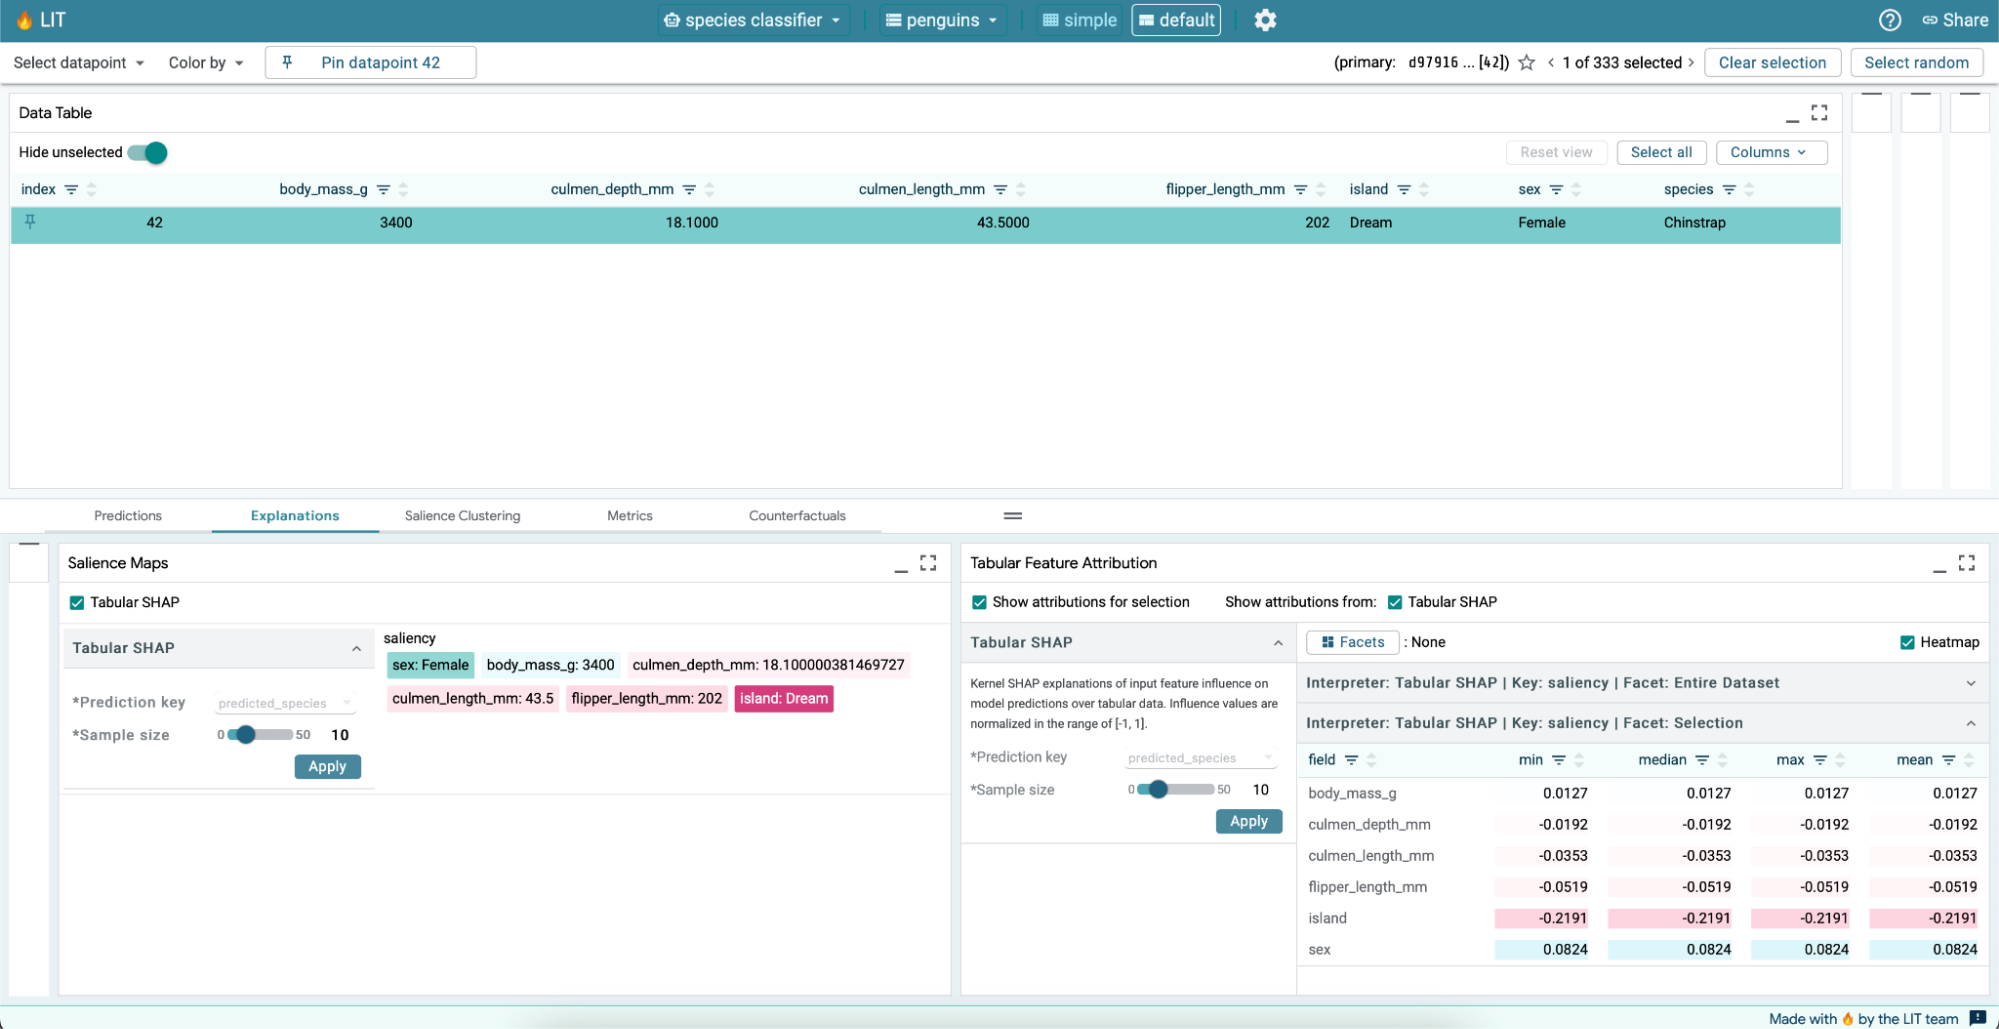 LIT species classifier penguins simple default Share
Select datapoint Color by Pin datapoint 42 (primary: d97916 ... [42]) 1 of 333 selected Clear selection Select random
Data Table
Hide unselected Reset view Select all Columns
index body_mass_g culmen_depth_mm culmen_length_mm flipper_length_mm island sex species
42 3400 18.1000 43.5000 202 Dream Female Chinstrap
Predictions Explanations Salience Clustering Metrics Counterfactuals
Salience Maps
Tabular SHAP
Tabular SHAP
*Prediction key predicted_species
*Sample size 0 50 10
Apply
saliency
sex: Female body_mass_g: 3400 culmen_depth_mm: 18.100000381469727
culmen_length_mm: 43.5 flipper_length_mm: 202 island: Dream
Tabular Feature Attribution
Show attributions for selection Show attributions from: Tabular SHAP
Tabular SHAP
Kernel SHAP explanations of input feature influence on
model predictions over tabular data. Influence values are
normalized in the range of [-1, 1].
*Prediction key predicted_species
*Sample size 0 50 10
Apply
Facets : None Heatmap
Interpreter: Tabular SHAP | Key: saliency | Facet: Entire Dataset
Interpreter: Tabular SHAP | Key: saliency | Facet: Selection
field min median max mean
body_mass_g 0.0127 0.0127 0.0127 0.0127
culmen_depth_mm -0.0192 -0.0192 -0.0192 -0.0192
culmen_length_mm -0.0353 -0.0353 -0.0353 -0.0353
flipper_length_mm -0.0519 -0.0519 -0.0519 -0.0519
island -0.2191 -0.2191 -0.2191 -0.2191
sex 0.0824 0.0824 0.0824 0.0824
Made with 🔥 by the LIT team